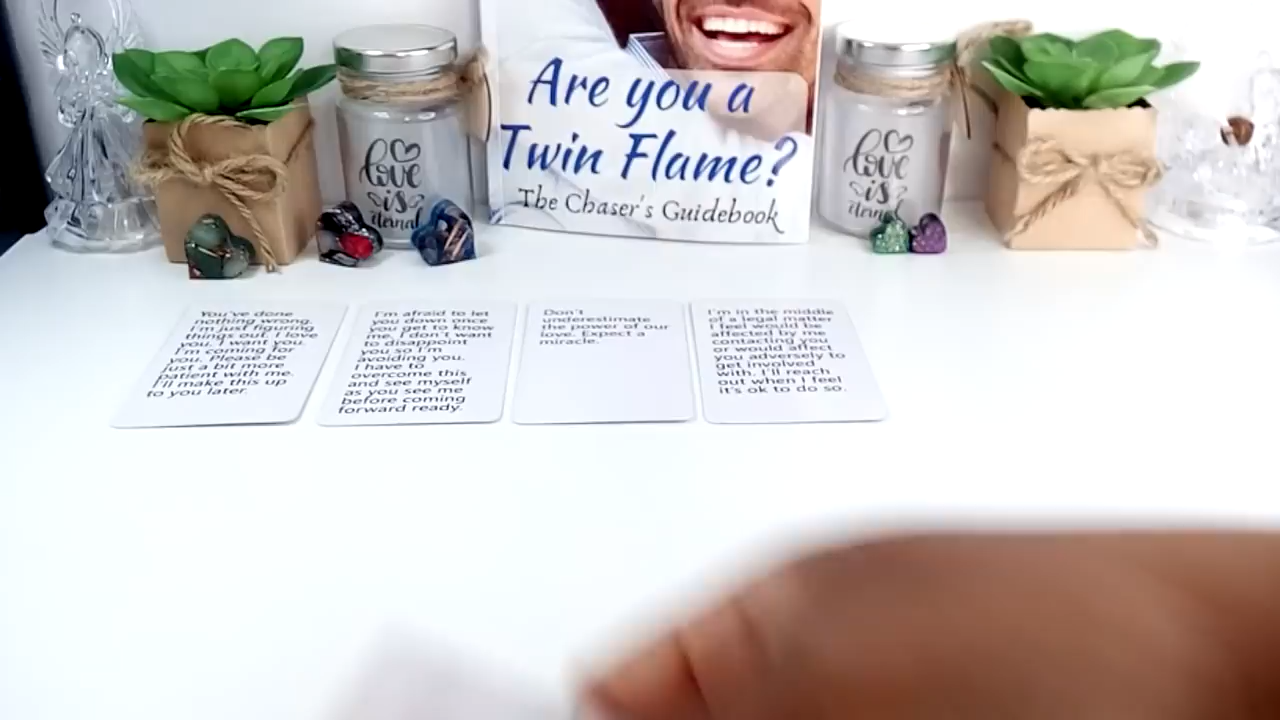 Are you a
Twin Flame?
The Chaser's Guidebook
love
is
eternal
love
is
eternal
You've done
nothing wrong.
I'm just figuring
things out. I love
you. I want you.
I'm coming for
you. Please be
just a bit more
patient with me.
I'll make this up
to you later.
I'm afraid to let
you down once
you get to know
me. I don't want
to disappoint
you so I'm
avoiding you.
I have to
overcome this
and see myself
as you see me
before coming
forward ready.
Don't
underestimate
the power of our
love. Expect a
miracle.
I'm in the middle
of a legal matter
I feel would be
affected by me
contacting you
or would affect
you adversely to
get involved
with. I'll reach
out when I feel
it's ok to do so.